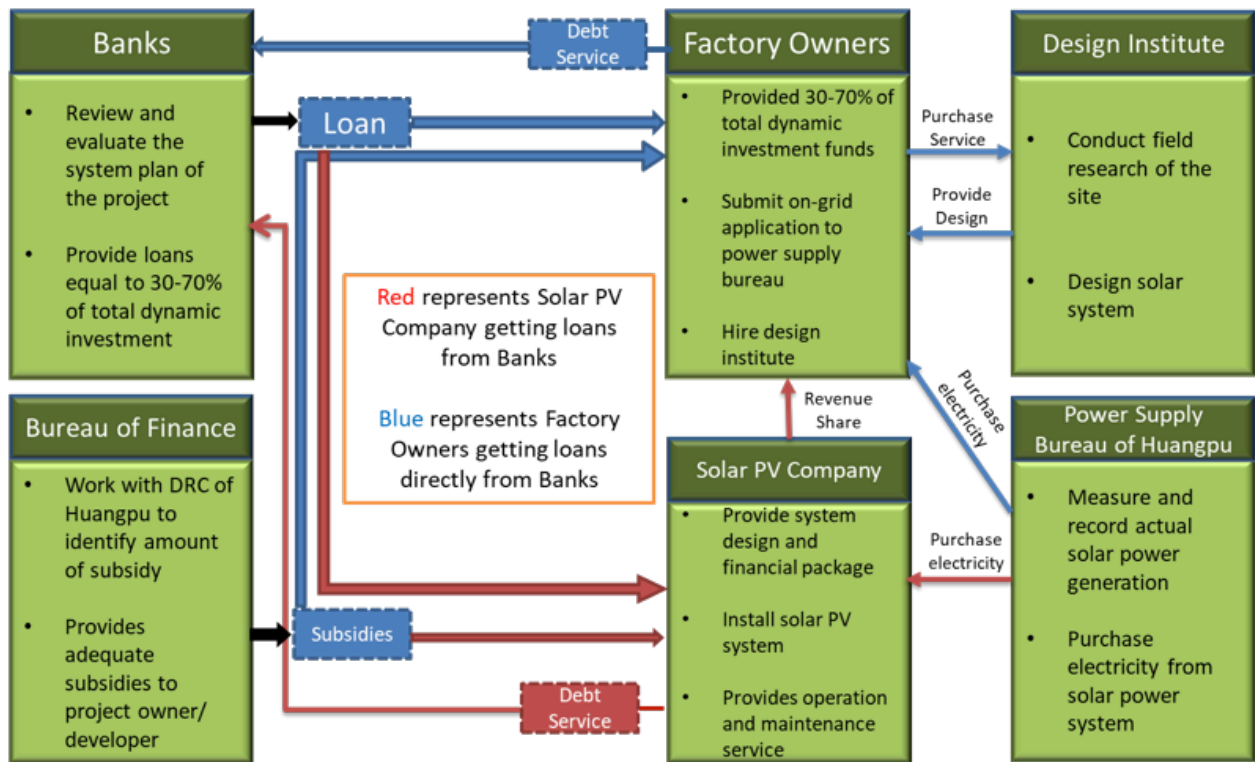 Banks
• Review and
evaluate the
system plan of
the project
• Provide loans
equal to 30-70%
of total dynamic
investment
Debt
Service
Loan
Factory Owners
• Provided 30-70% of
total dynamic
investment funds
• Submit on-grid
application to
power supply
bureau
• Hire design
institute
Purchase
Service
Provide
Design
Design Institute
• Conduct field
research of the
site
• Design solar
system
Red represents Solar PV
Company getting loans
from Banks
Blue represents Factory
Owners getting loans
directly from Banks
Revenue
Share
Purchase
electricity
Bureau of Finance
• Work with DRC of
Huangpu to
identify amount
of subsidy
• Provides
adequate
subsidies to
project owner/
developer
Subsidies
Debt
Service
Solar PV Company
• Provide system
design and
financial package
• Install solar PV
system
• Provides operation
and maintenance
service
Purchase
electricity
Power Supply
Bureau of Huangpu
• Measure and
record actual
solar power
generation
• Purchase
electricity from
solar power
system